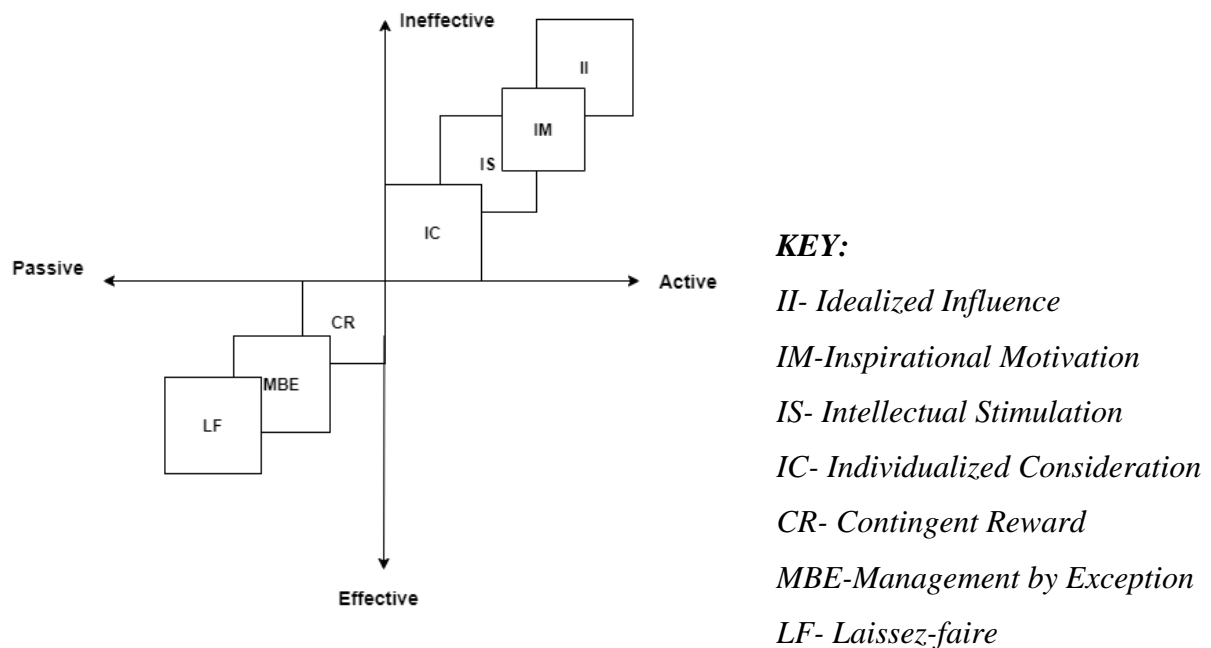 Ineffective
II
IM
IS
IC
Passive
Active
CR
MBE
LF
Effective
KEY:
II- Idealized Influence
IM-Inspirational Motivation
IS- Intellectual Stimulation
IC- Individualized Consideration
CR- Contingent Reward
MBE-Management by Exception
LF- Laissez-faire